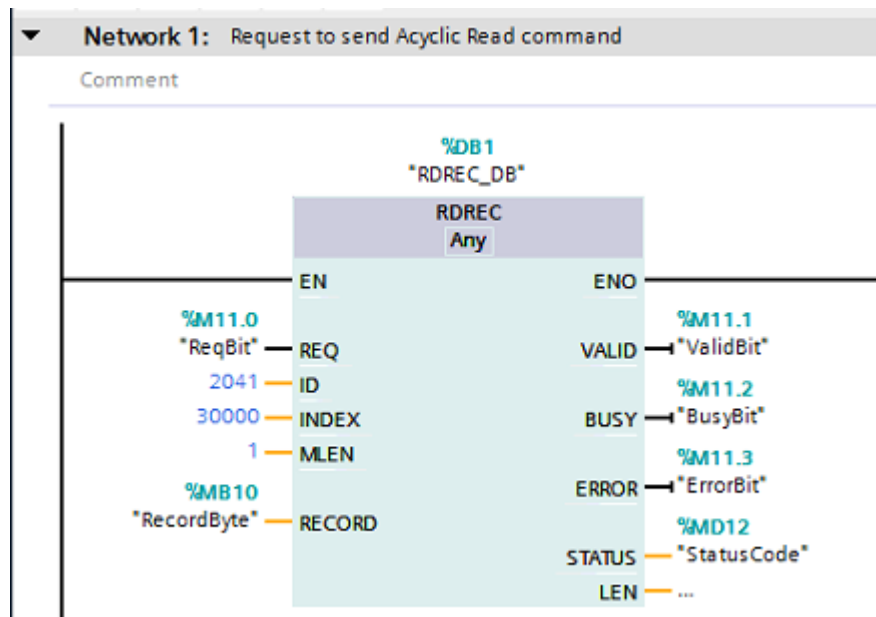 Network 1: Request to send Acyclic Read command
Comment
%DB1
"RDREC_DB"
RDREC
Any
EN ENO
%M11.0 %M11.1
"ReqBit" REQ VALID "ValidBit"
2041 ID %M11.2
30000 INDEX BUSY "BusyBit"
1 MLEN %M11.3
%MB10 ERROR "ErrorBit"
"RecordByte" RECORD %MD12
STATUS "StatusCode"
LEN ...